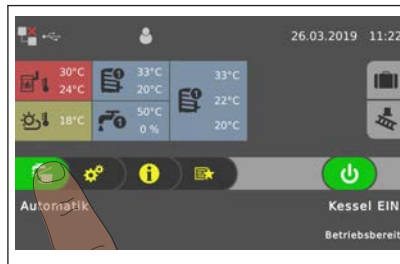 26.03.2019 11:22
30°C 33°C 33°C
24°C 20°C 22°C
18°C 50°C 20°C
0 %
Automatik Kessel EIN
Betriebsbereit